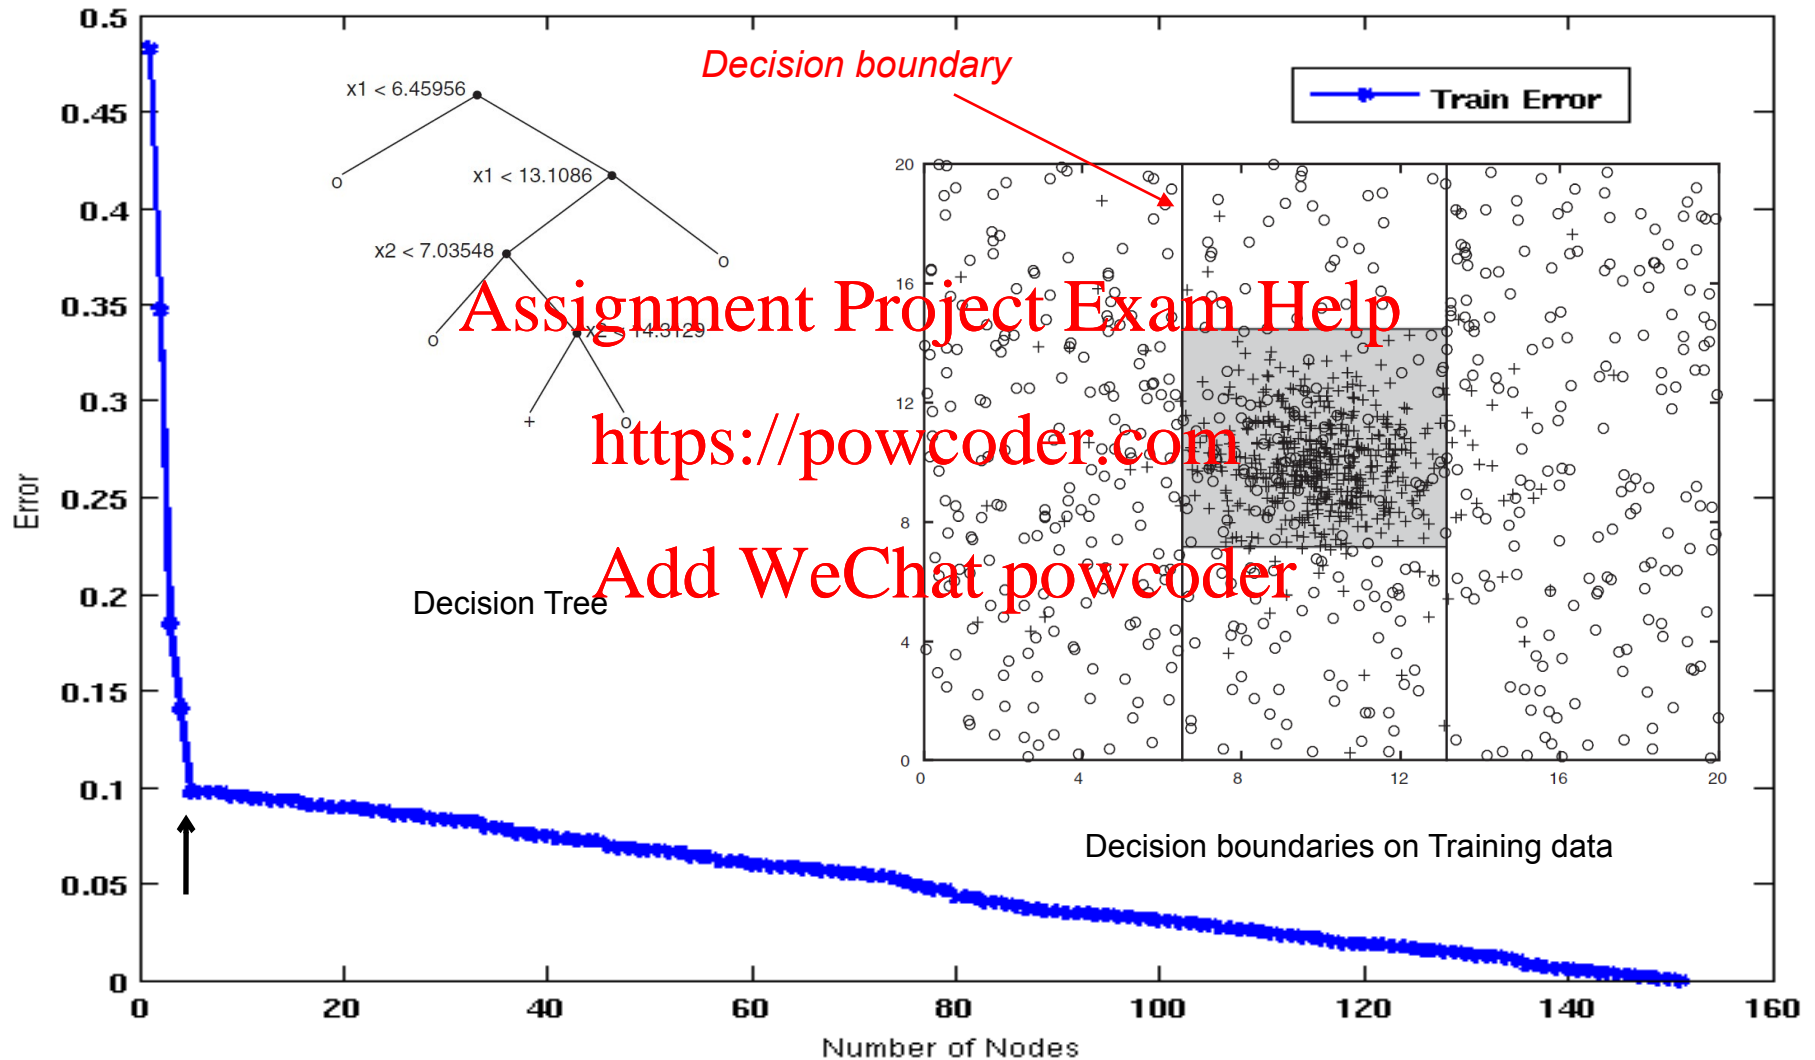 0.5
0.45
0.4
0.35
0.3
0.25
0.2
0.15
0.1
0.05
0
Error
0 20 40 60 80 100 120 140 160
Number of Nodes
Train Error
Decision boundary
x1 < 6.45956
o
x1 < 13.1086
o
x2 < 7.03548
o
x2 < 14.3129
+
o
Decision Tree
20
16
12
8
4
0
0 4 8 12 16 20
Decision boundaries on Training data
Assignment Project Exam Help
https://powcoder.com
Add WeChat powcoder